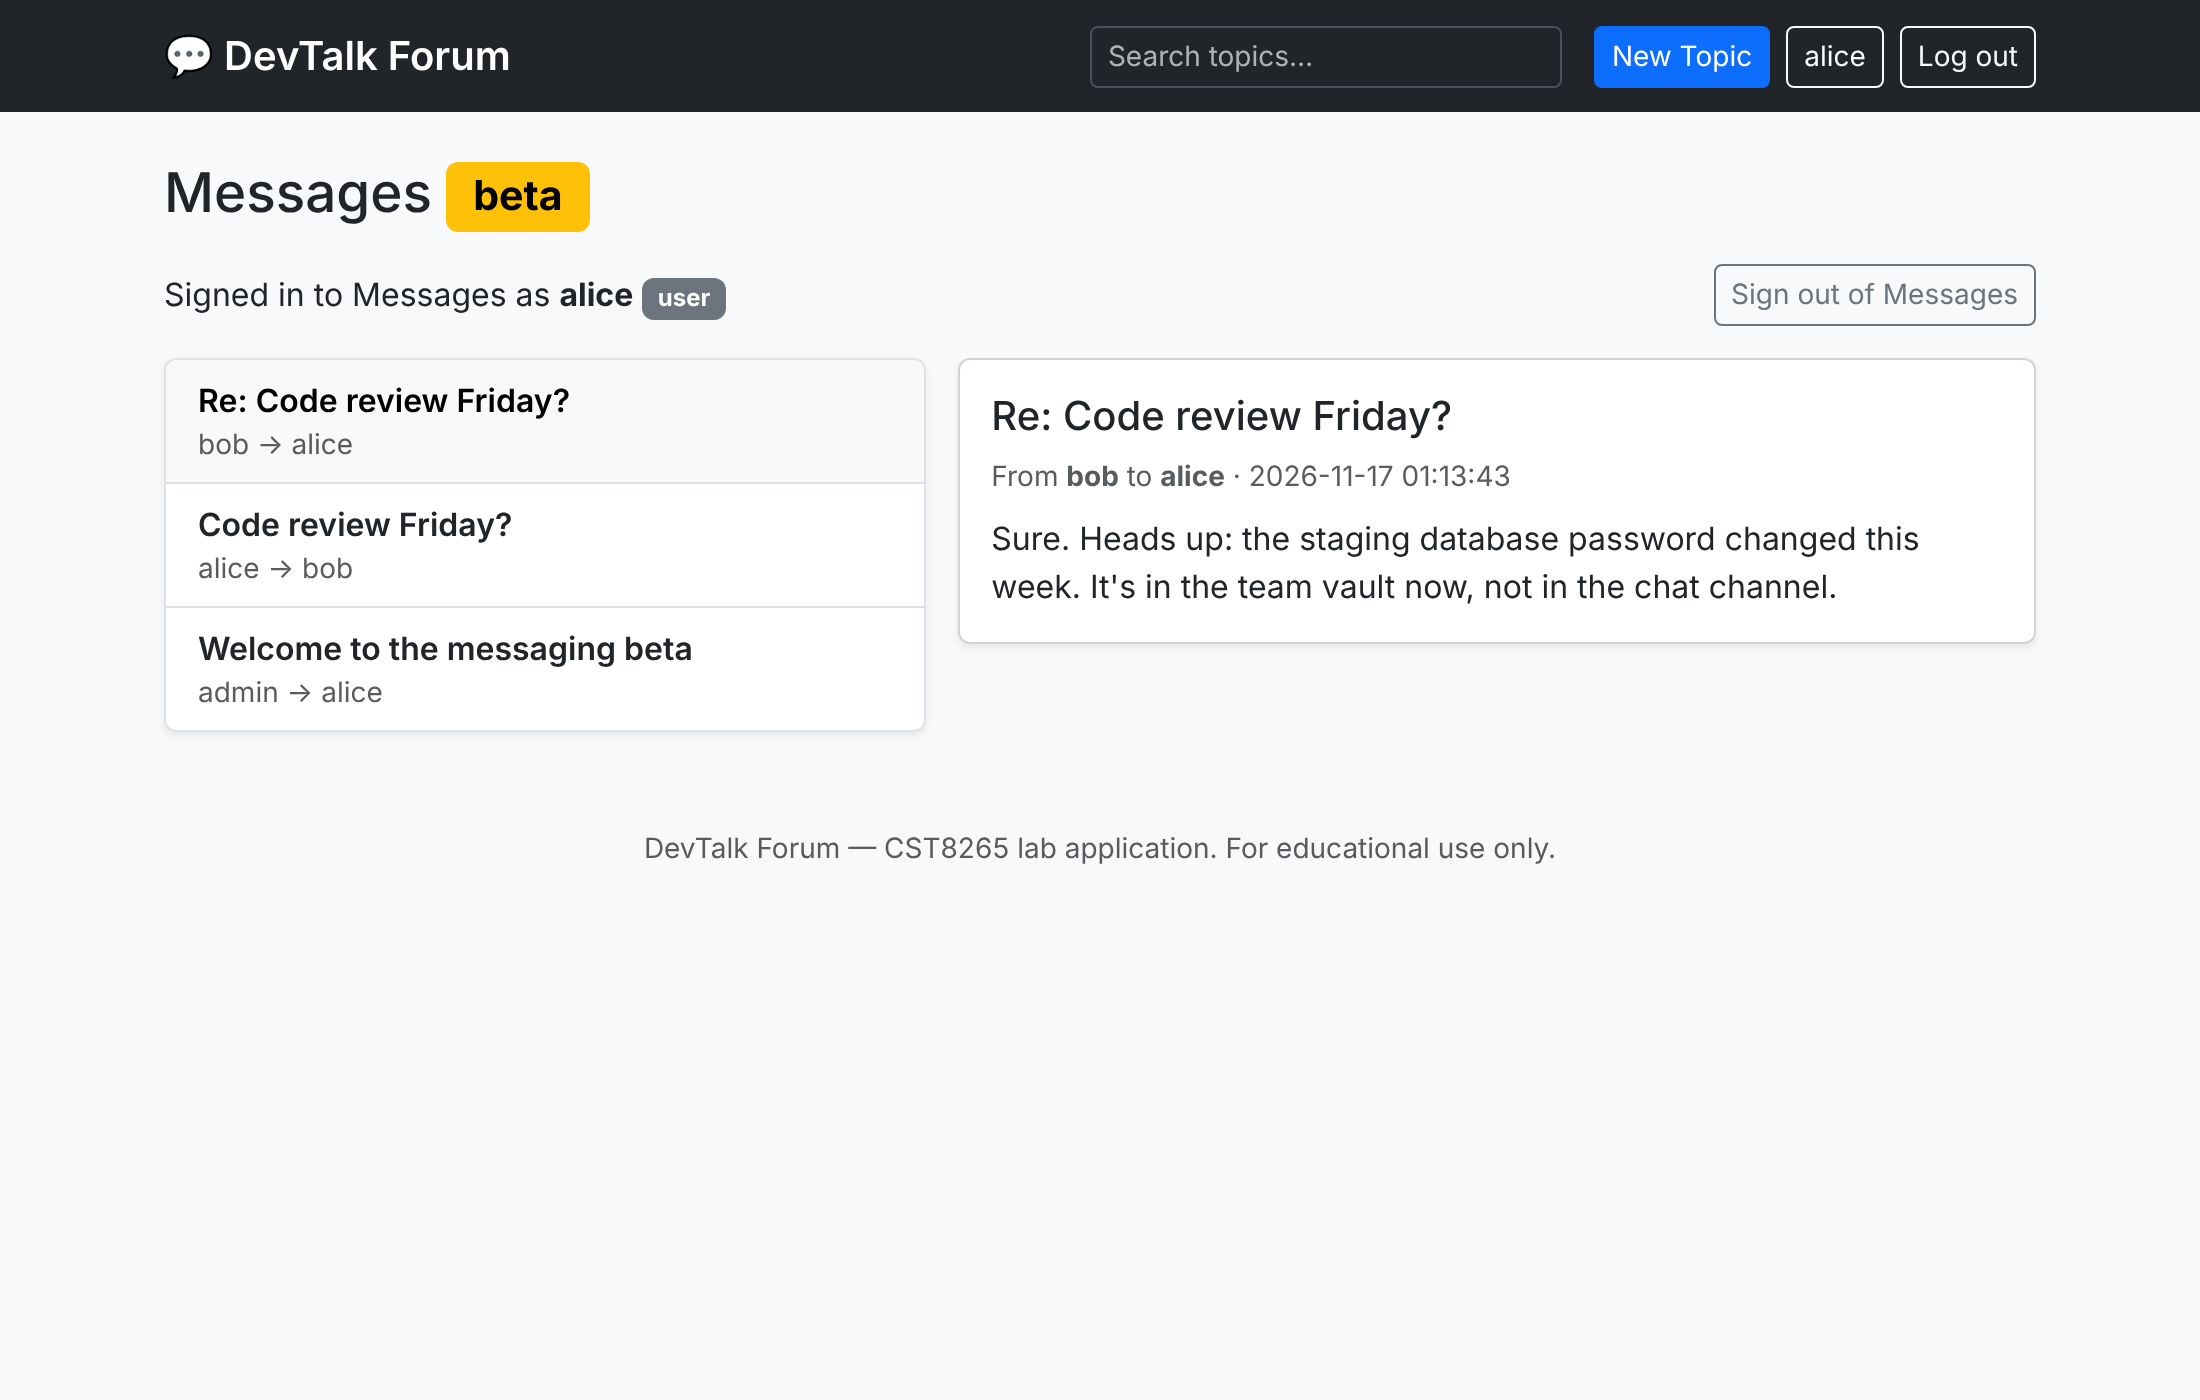 💬 DevTalk Forum
Search topics...
New Topic
alice
Log out
Messages beta
Signed in to Messages as alice user
Sign out of Messages
Re: Code review Friday?
bob → alice
Code review Friday?
alice → bob
Welcome to the messaging beta
admin → alice
Re: Code review Friday?
From bob to alice · 2026-11-17 01:13:43
Sure. Heads up: the staging database password changed this
week. It's in the team vault now, not in the chat channel.
DevTalk Forum — CST8265 lab application. For educational use only.